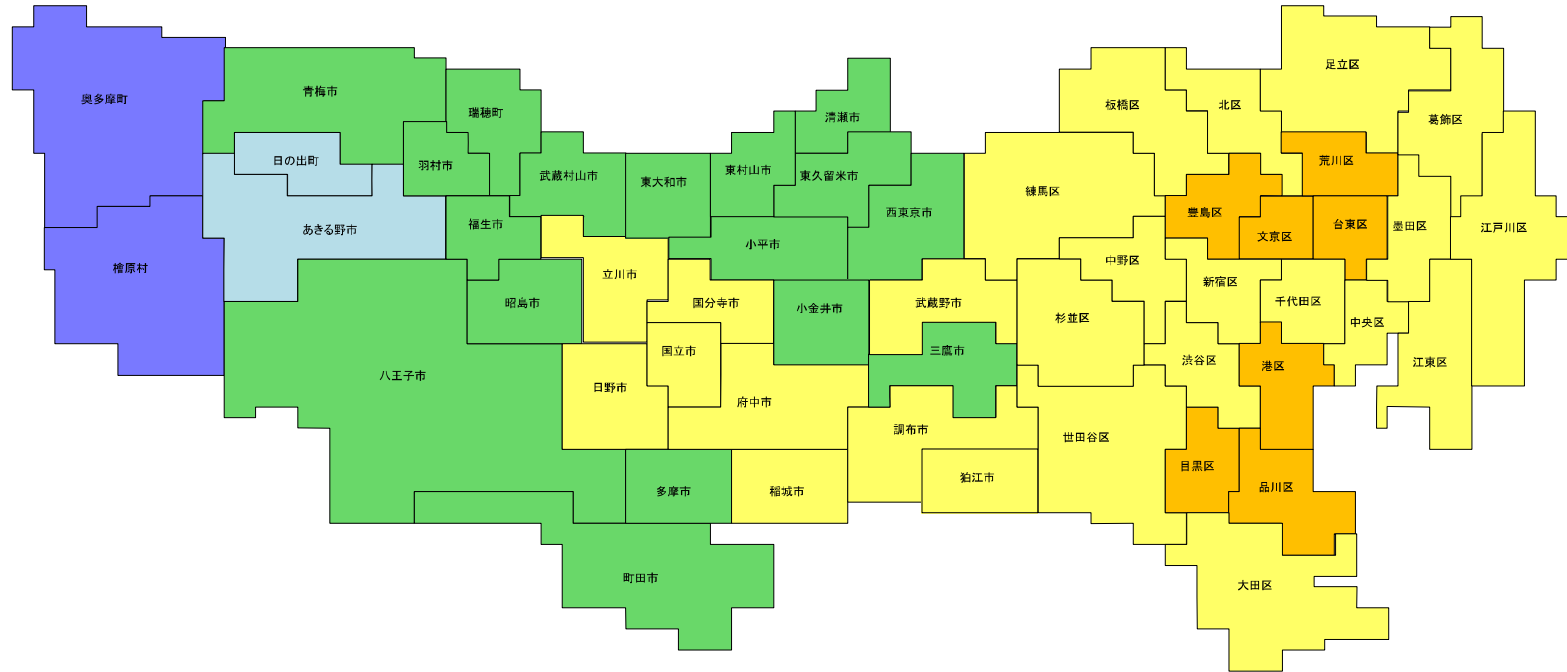 足立区
板橋区
北区
葛飾区
奥多摩町
青梅市
瑞穂町
清瀬市
荒川区
日の出町
羽村市
武蔵村山市
東大和市
東村山市
東久留米市
練馬区
豊島区
西東京市
あきる野市
福生市
小平市
文京区
台東区
墨田区
江戸川区
檜原村
立川市
中野区
新宿区
昭島市
国分寺市
小金井市
武蔵野市
杉並区
千代田区
中央区
国立市
三鷹市
渋谷区
港区
江東区
八王子市
日野市
府中市
調布市
世田谷区
目黒区
多摩市
稲城市
狛江市
品川区
町田市
大田区